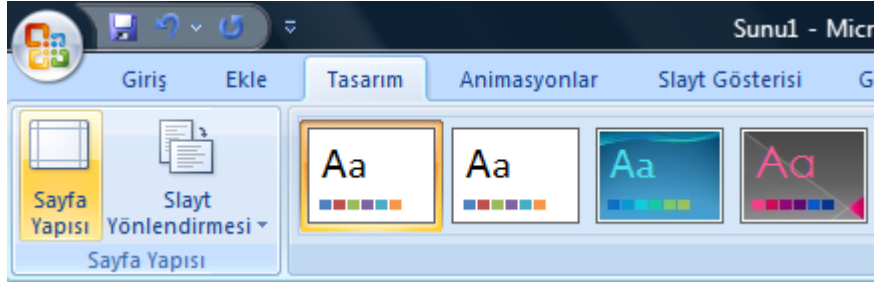 Sunu1 - Micr
Giriş Ekle Tasarım Animasyonlar Slayt Gösterisi G
Aa Aa Aa Aa
Sayfa Yapısı
Slayt Yönlendirmesi
Sayfa Yapısı